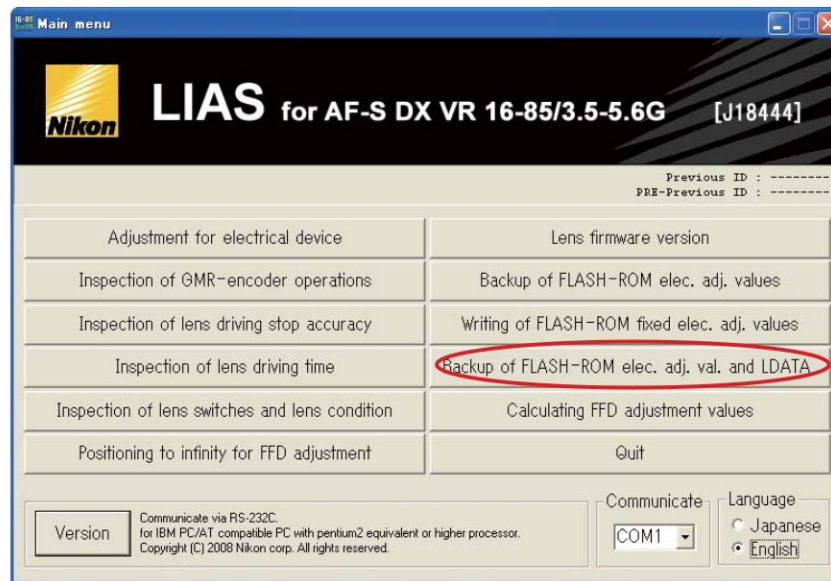 16-85
Main menu
Nikon
LIAS for AF-S DX VR 16-85/3.5-5.6G [J18444]
Previous ID : --------
PRE-Previous ID : --------
Adjustment for electrical device
Lens firmware version
Inspection of GMR-encoder operations
Backup of FLASH-ROM elec. adj. values
Inspection of lens driving stop accuracy
Writing of FLASH-ROM fixed elec. adj. values
Inspection of lens driving time
Backup of FLASH-ROM elec. adj. val. and LDATA
Inspection of lens switches and lens condition
Calculating FFD adjustment values
Positioning to infinity for FFD adjustment
Quit
Version
Communicate via RS-232C.
for IBM PC/AT compatible PC with pentium2 equivalent or higher processor.
Copyright (C) 2008 Nikon corp. All rights reserved.
Communicate
COM1
Language
Japanese
English